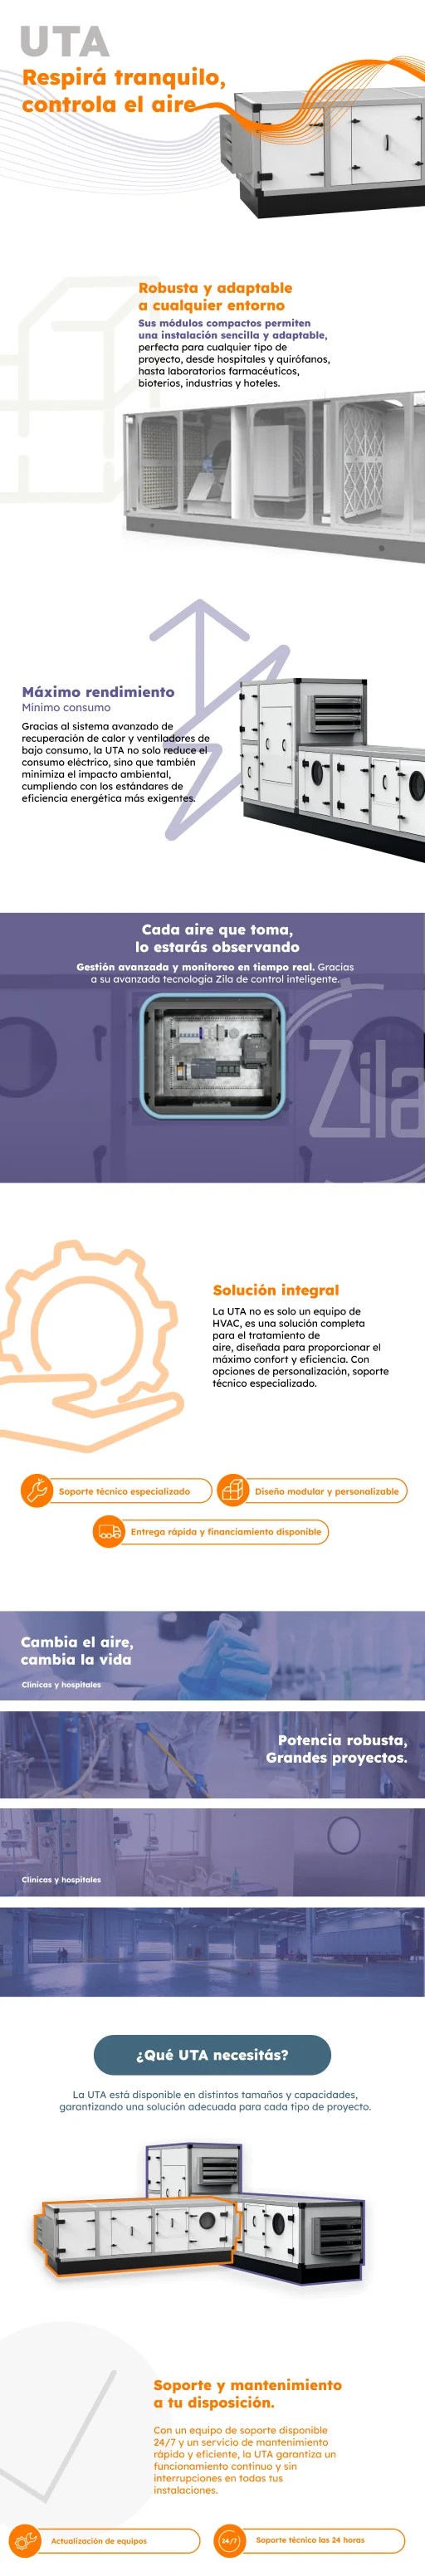 UTA
Respirá tranquilo,
controla el aire
Robusta y adaptable
a cualquier entorno
Sus módulos compactos permiten
una instalación sencilla y adaptable,
perfecta para cualquier tipo de
proyecto, desde hospitales y quirófanos,
hasta laboratorios farmacéuticos,
bioterios, industrias y hoteles.
Máximo rendimiento
Mínimo consumo
Gracias al sistema avanzado de
recuperación de calor y ventiladores de
bajo consumo, la UTA no solo reduce el
consumo eléctrico, sino que también
minimiza el impacto ambiental,
cumpliendo con los estándares de
eficiencia energética más exigentes.
Cada aire que toma,
lo estarás observando
Gestión avanzada y monitoreo en tiempo real. Gracias
a su avanzada tecnología Zila de control inteligente.
Zila
Solución integral
La UTA no es solo un equipo de
HVAC, es una solución completa
para el tratamiento de
aire, diseñada para proporcionar el
máximo confort y eficiencia. Con
opciones de personalización, soporte
técnico especializado.
Soporte técnico especializado
Diseño modular y personalizable
Entrega rápida y financiamiento disponible
Cambia el aire,
cambia la vida
Clínicas y hospitales
Potencia robusta,
Grandes proyectos.
Clínicas y hospitales
¿Qué UTA necesitás?
La UTA está disponible en distintos tamaños y capacidades,
garantizando una solución adecuada para cada tipo de proyecto.
Soporte y mantenimiento
a tu disposición.
Con un equipo de soporte disponible
24/7 y un servicio de mantenimiento
rápido y eficiente, la UTA garantiza un
funcionamiento continuo y sin
interrupciones en todas tus
instalaciones.
Actualización de equipos
24/7
Soporte técnico las 24 horas